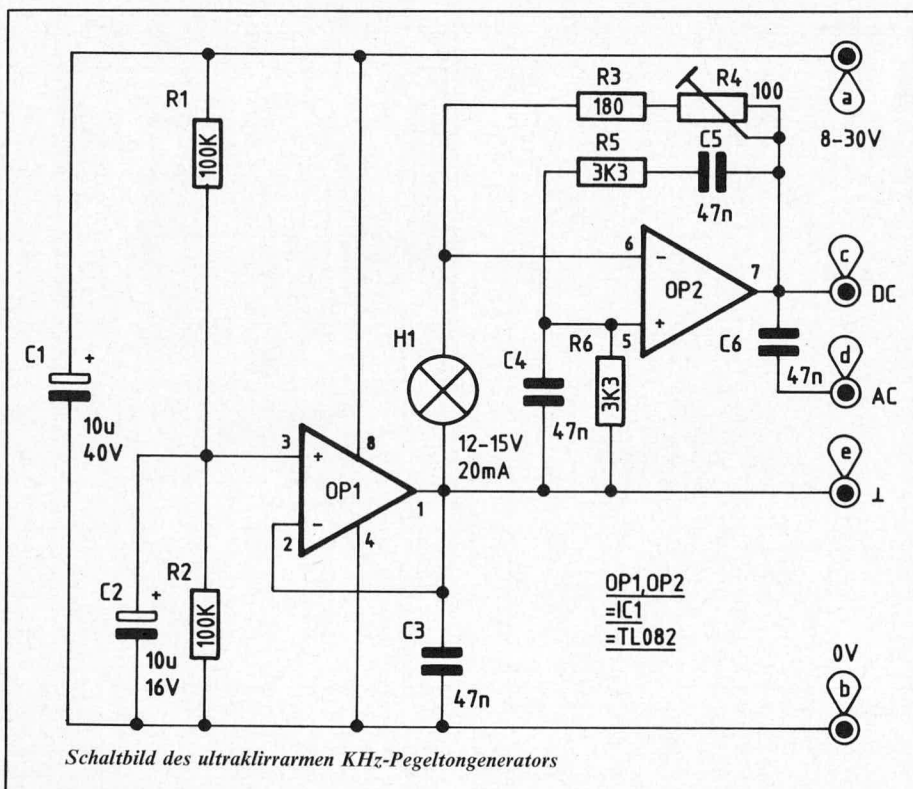 R1
100K
R3
180
R4
100
a
8-30V
R5
3K3
C5
47n
6
−
OP2
7
+
5
c
DC
C1
+
10u
40V
H1
C4
47n
R6
3K3
C6
47n
d
AC
3
+
8
12-15V
20mA
OP1
1
−
2
4
e
⊥
C2
+
10u
16V
R2
100K
C3
47n
OP1,OP2
=IC1
=TL082
0V
b
Schaltbild des ultraklirrarmen KHz-Pegeltongenerators